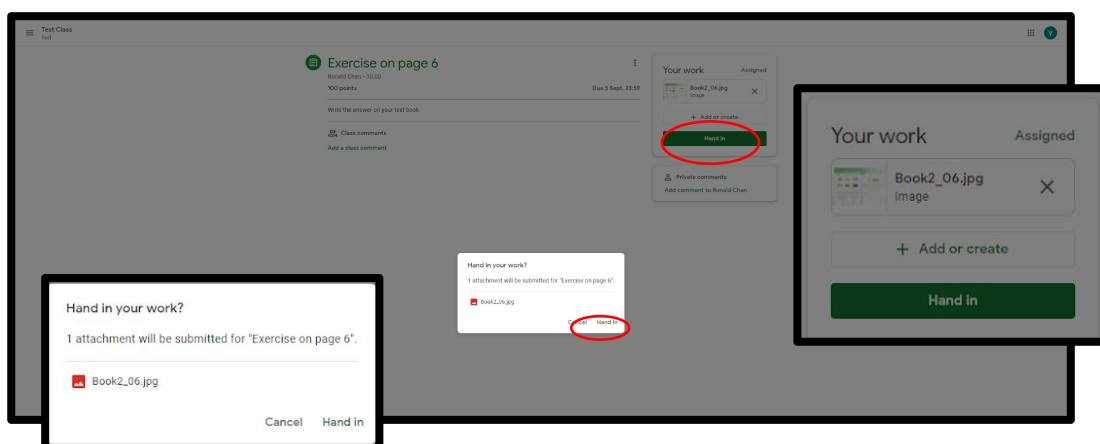 Test Class
Test
Y
Exercise on page 6
Ronald Chan • 10:00
100 points
Due 5 Sept, 23:59
Write the answer on your text book
Class comments
Add a class comment
Your work
Assigned
Book2_06.jpg
Image
+ Add or create
Hand in
Private comments
Add comment to Ronald Chan
Your work
Assigned
Book2_06.jpg
Image
+ Add or create
Hand in
Hand in your work?
1 attachment will be submitted for "Exercise on page 6".
Book2_06.jpg
Cancel Hand in
Hand in your work?
1 attachment will be submitted for "Exercise on page 6".
Book2_06.jpg
Cancel Hand in